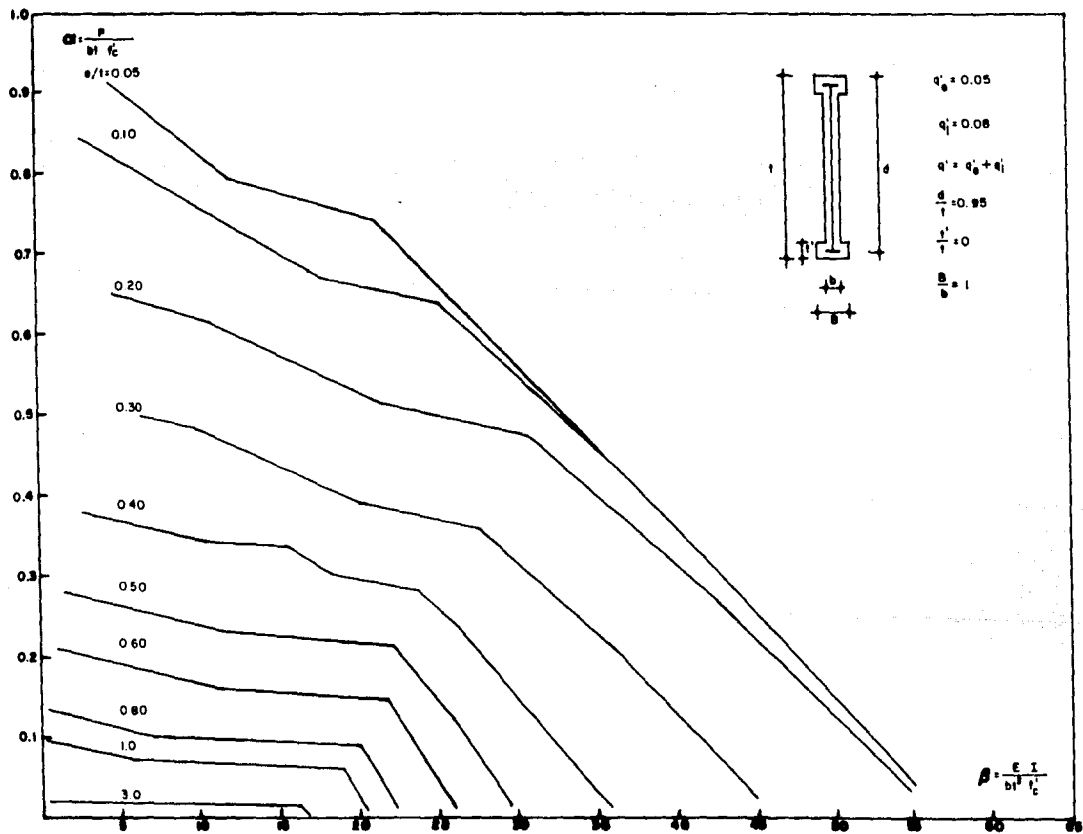 1.0
0.9
0.8
0.7
0.6
0.5
0.4
0.3
0.2
0.1
α = P / bt f'c
e/t=0.05
0.10
0.20
0.30
0.40
0.50
0.60
0.80
1.0
3.0
t
t'
d
b
B
q'e = 0.05
q'i = 0.08
q' = q'e + q'i
d/t = 0.95
t'/t = 0
B/b = 1
β = E I / bt³ f'c
5 10 15 20 25 30 35 40 45 50 55 60 65